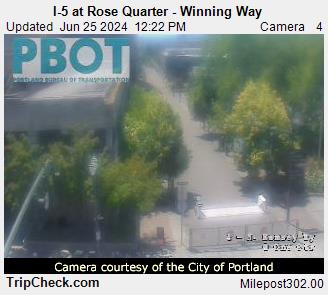 I-5 at Rose Quarter - Winning Way
Updated Jun 25 2024 12:22 PM Camera 4
PBOT
PORTLAND BUREAU OF TRANSPORTATION
Camera courtesy of the City of Portland
TripCheck.com Milepost302.00